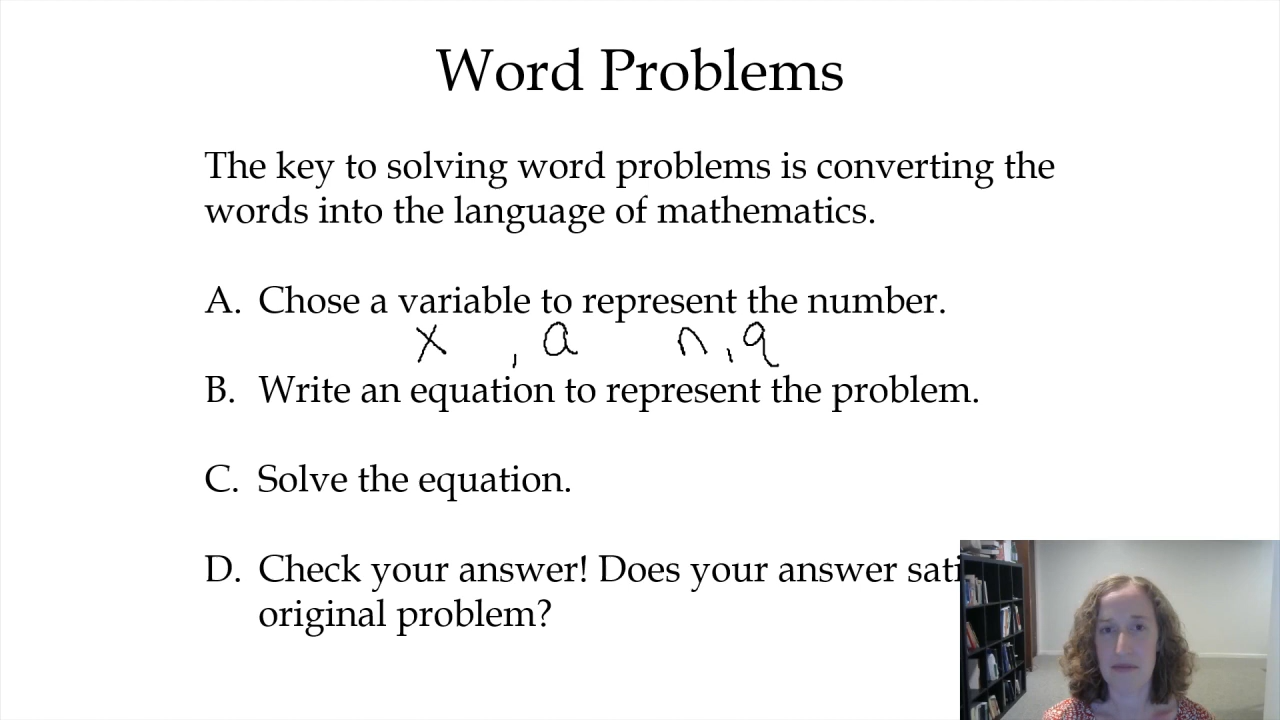 Word Problems
The key to solving word problems is converting the
words into the language of mathematics.
A. Chose a variable to represent the number.
x , a n, q
B. Write an equation to represent the problem.
C. Solve the equation.
D. Check your answer! Does your answer
original problem?